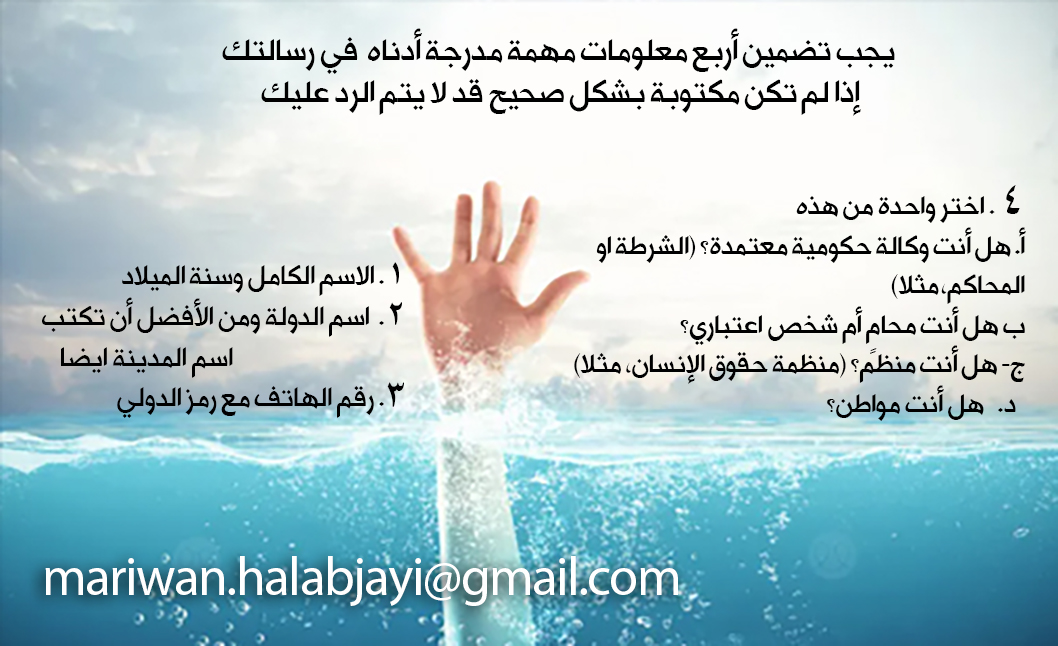 يجب تضمين أربع معلومات مهمة مدرجة أدناه في رسالتك
إذا لم تكن مكتوبة بشكل صحيح قد لا يتم الرد عليك
١. الاسم الكامل وسنة الميلاد
٢. اسم الدولة ومن الأفضل أن تكتب
اسم المدينة ايضا
٣. رقم الهاتف مع رمز الدولي
٤ . اختر واحدة من هذه
أ. هل أنت وكالة حكومية معتمدة؟ (الشرطة او
المحاكم،مثلا)
ب هل أنت محام أم شخص اعتباري؟
ج- هل أنت منظمً؟ (منظمة حقوق الإنسان، مثلا)
د. هل أنت مواطن؟
mariwan.halabjayi@gmail.com